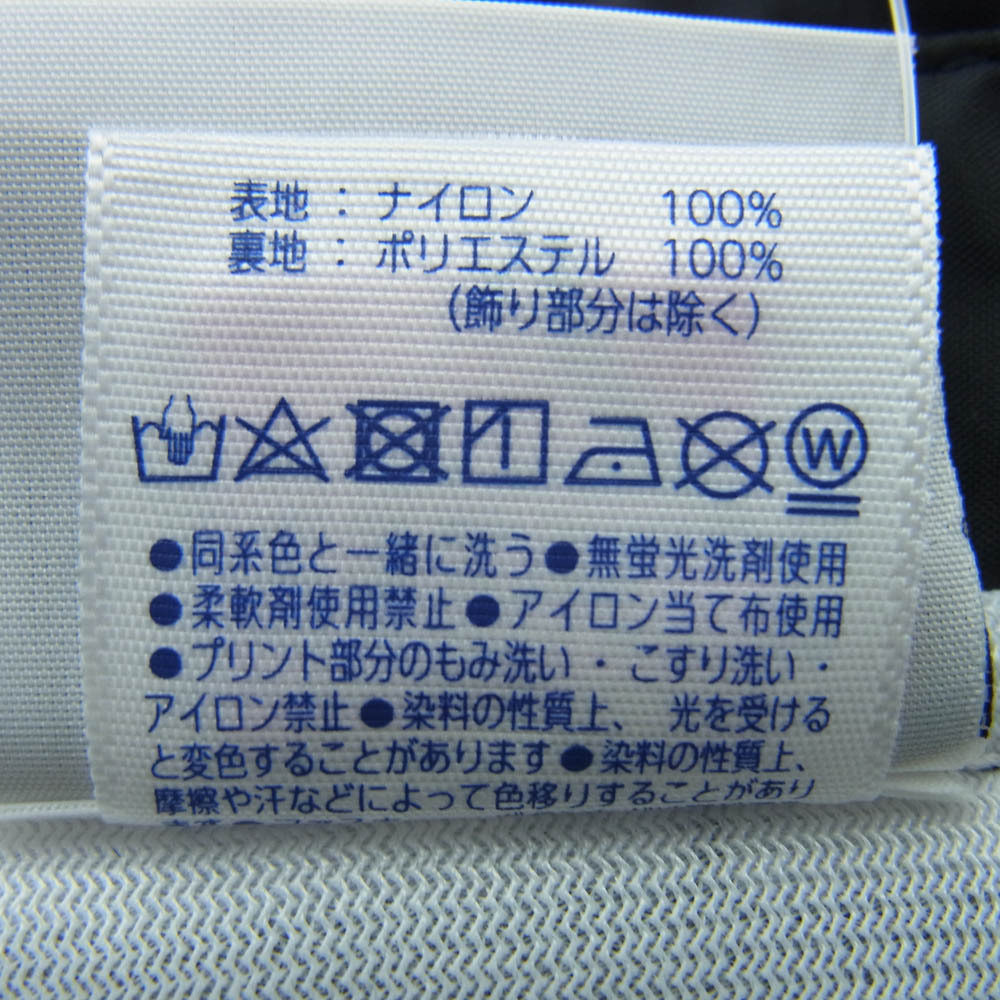 表地：ナイロン 100%
裏地：ポリエステル 100%
(飾り部分は除く)
W
●同系色と一緒に洗う●無蛍光洗剤使用
●柔軟剤使用禁止●アイロン当て布使用
●プリント部分のもみ洗い・こすり洗い・
アイロン禁止●染料の性質上、光を受ける
と変色することがあります●染料の性質上、
摩擦や汗などによって色移りすることがあり